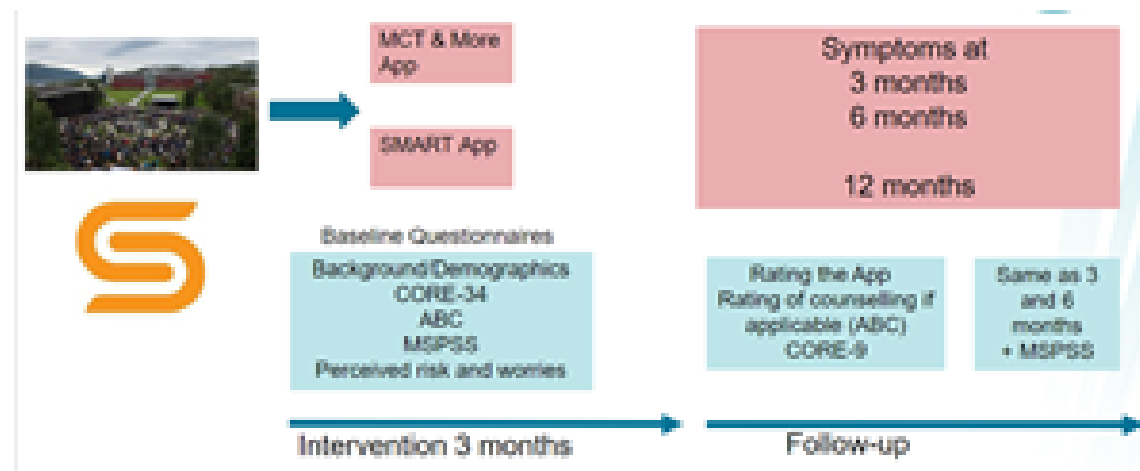 MCT & More
App
SMART App
Symptoms at
3 months
6 months
12 months
Baseline Questionnaires
Background/Demographics
CORE-34
ABC
MSPSS
Perceived risk and worries
Rating the App
Rating of counselling if
applicable (ABC)
CORE-9
Same as 3
and 6
months
+ MSPSS
Intervention 3 months
Follow-up